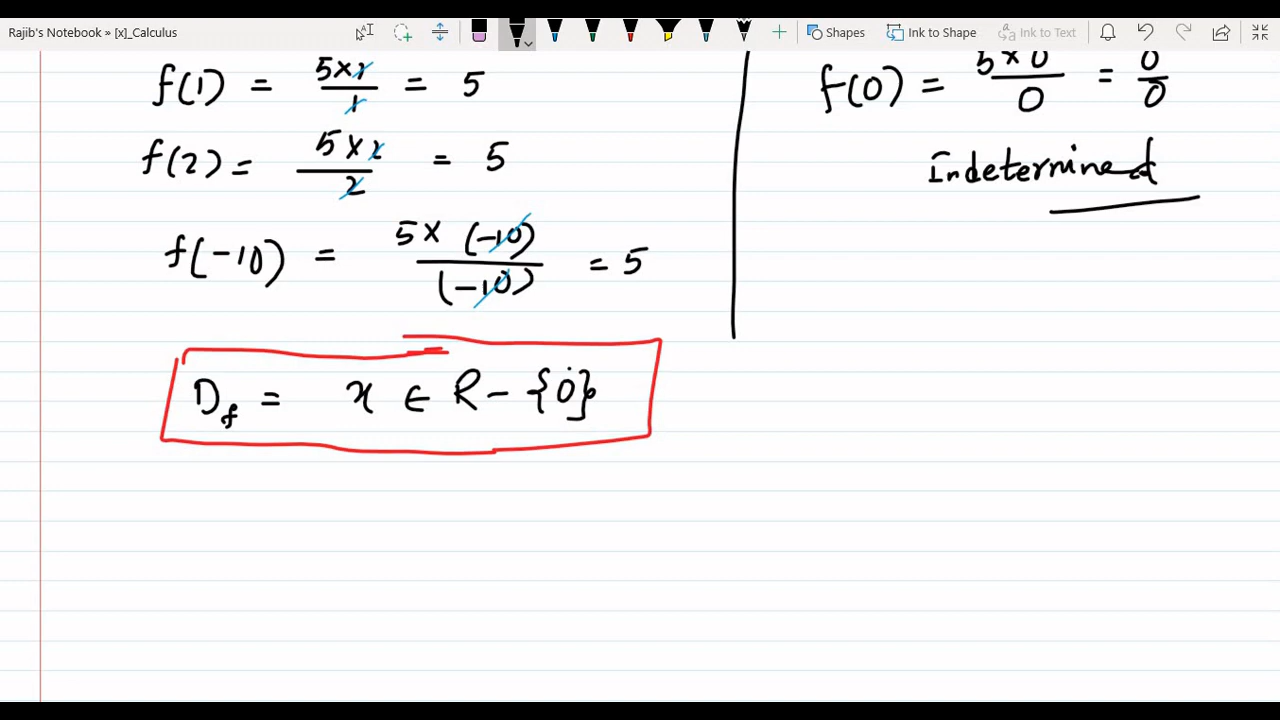 Rajib's Notebook » [x]_Calculus
Shapes
Ink to Shape
Ink to Text
f(1) = 5×1/1 = 5
f(2) = 5×2/2 = 5
f(-10) = 5×(-10)/(-10) = 5
D_f = x ∈ R - {0}
f(0) = 5×0/0 = 0/0
Indetermined